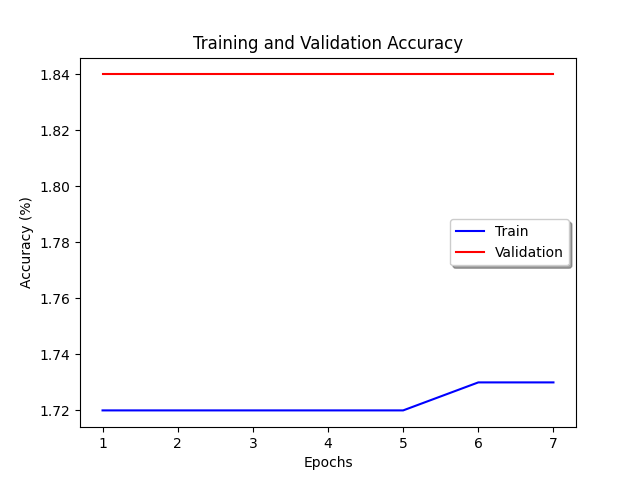 Training and Validation Accuracy
Accuracy (%)
1.84
1.82
1.80
1.78
1.76
1.74
1.72
Train
Validation
1 2 3 4 5 6 7
Epochs